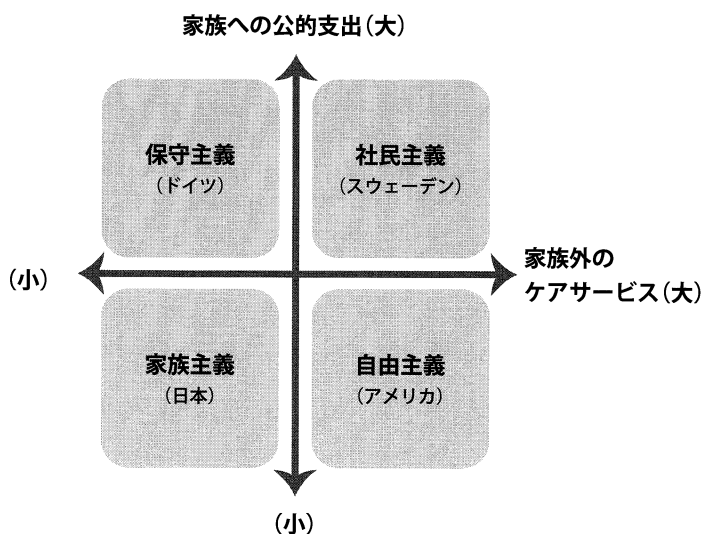 家族への公的支出(大)
保守主義
(ドイツ)
社民主義
(スウェーデン)
(小)
家族外の
ケアサービス(大)
家族主義
(日本)
自由主義
(アメリカ)
(小)